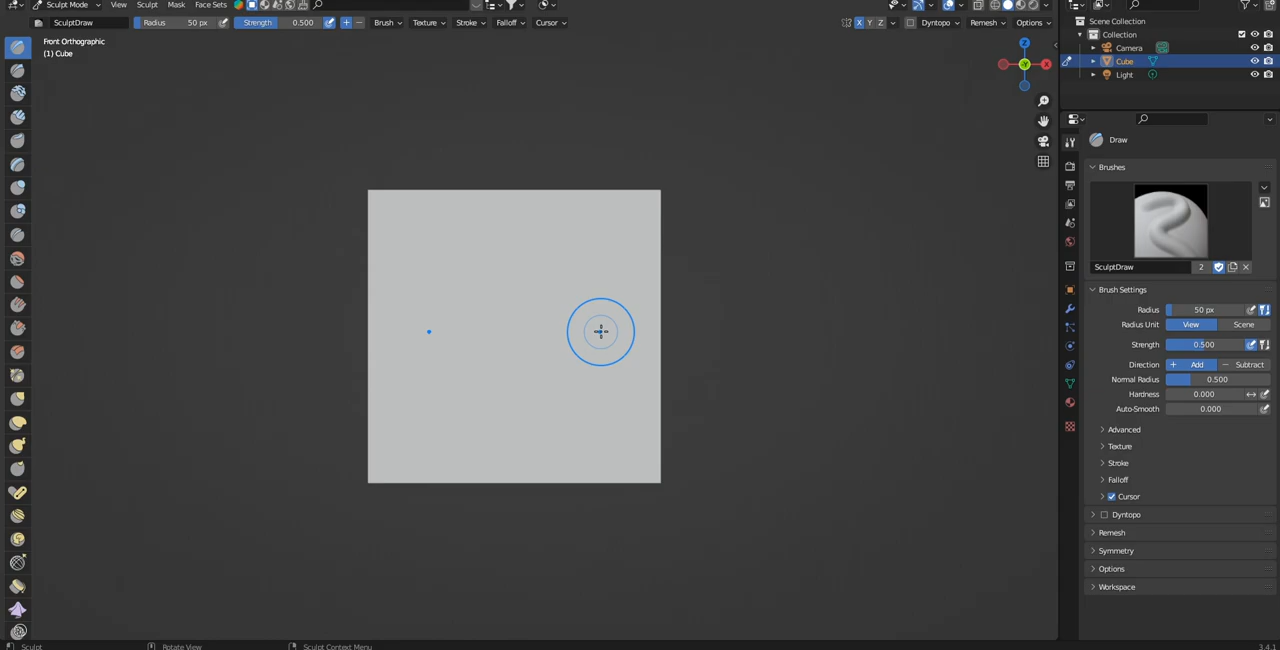 Sculpt Mode View Sculpt Mask Face Sets
SculptDraw Radius 50 px Strength 0.500 Brush Texture Stroke Falloff Cursor X Y Z Dyntopo Remesh Options
Front Orthographic
(1) Cube
Z
Y
X
Scene Collection
Collection
Camera
Cube
Light
Draw
Brushes
SculptDraw 2
Brush Settings
Radius 50 px
Radius Unit View Scene
Strength 0.500
Direction + Add − Subtract
Normal Radius 0.500
Hardness 0.000
Auto-Smooth 0.000
Advanced
Texture
Stroke
Falloff
Cursor
Dyntopo
Remesh
Symmetry
Options
Workspace
Sculpt Rotate View Sculpt Context Menu 3.4.1